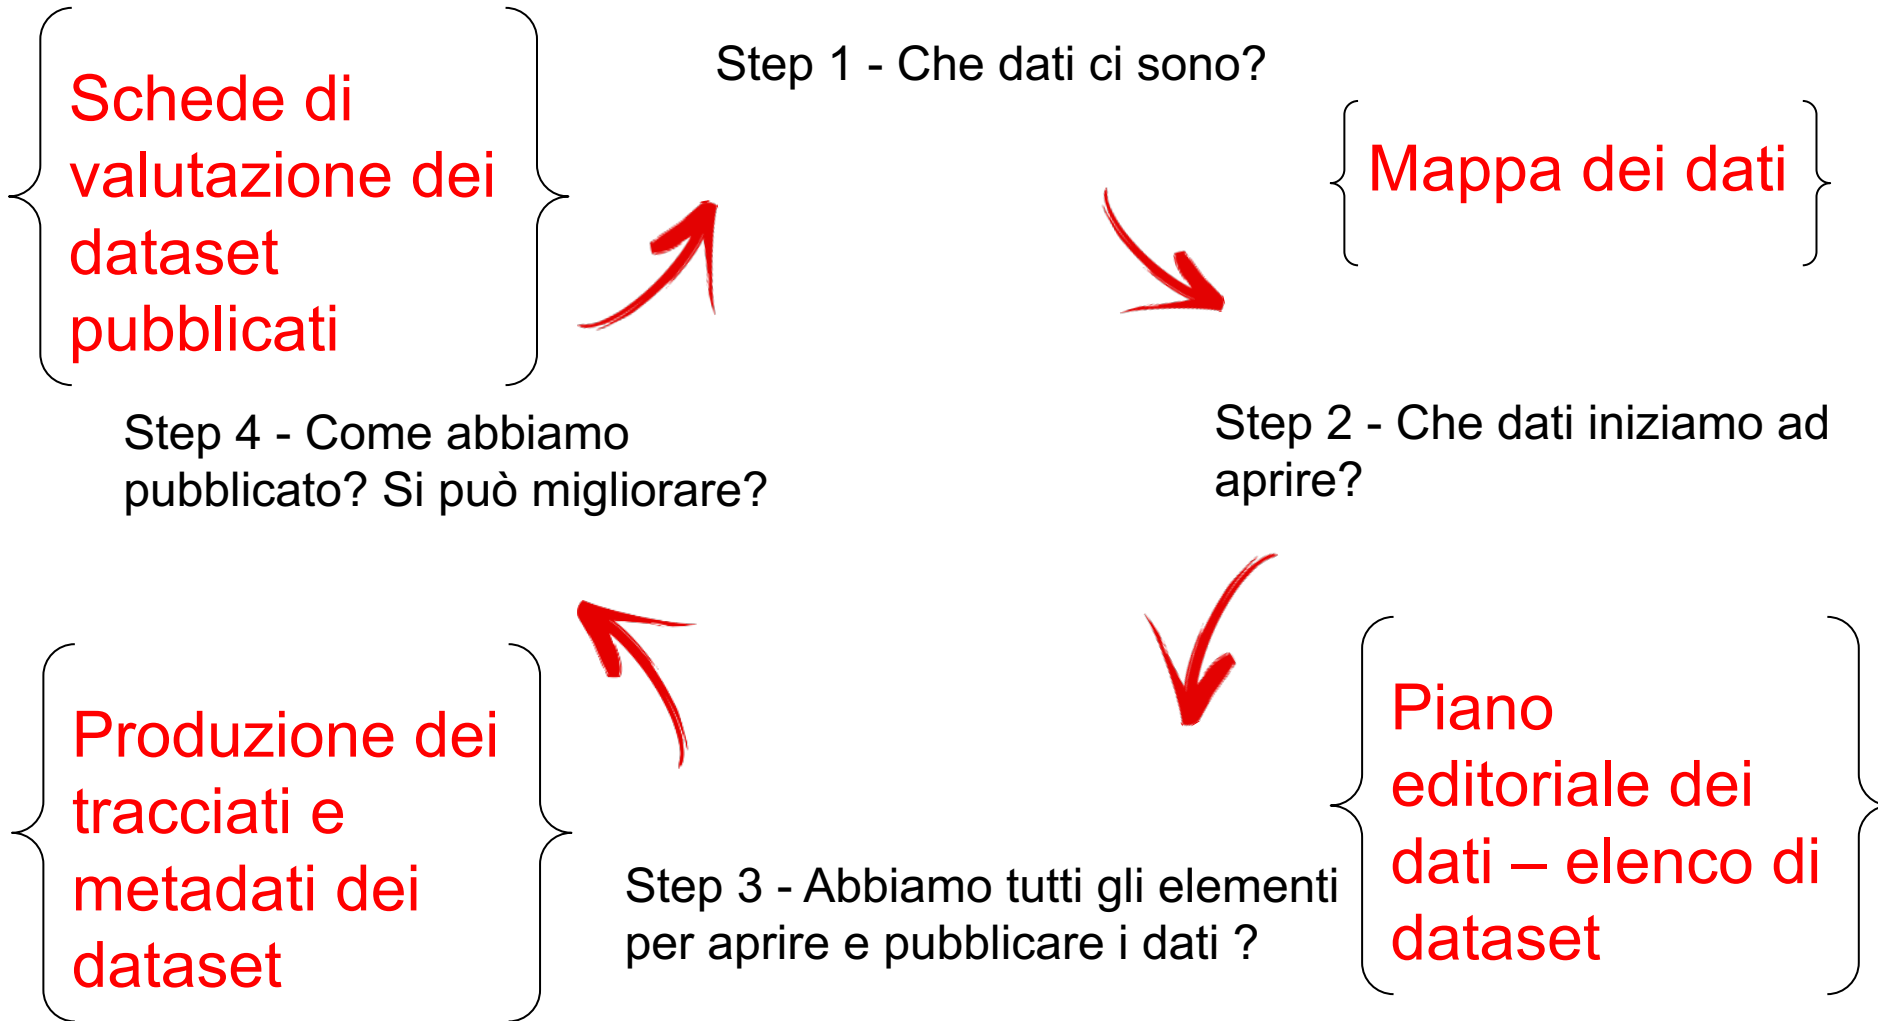 Step 1 - Che dati ci sono?
Mappa dei dati
Step 2 - Che dati iniziamo ad
aprire?
Piano
editoriale dei
dati – elenco di
dataset
Step 3 - Abbiamo tutti gli elementi
per aprire e pubblicare i dati ?
Produzione dei
tracciati e
metadati dei
dataset
Step 4 - Come abbiamo
pubblicato? Si può migliorare?
Schede di
valutazione dei
dataset
pubblicati